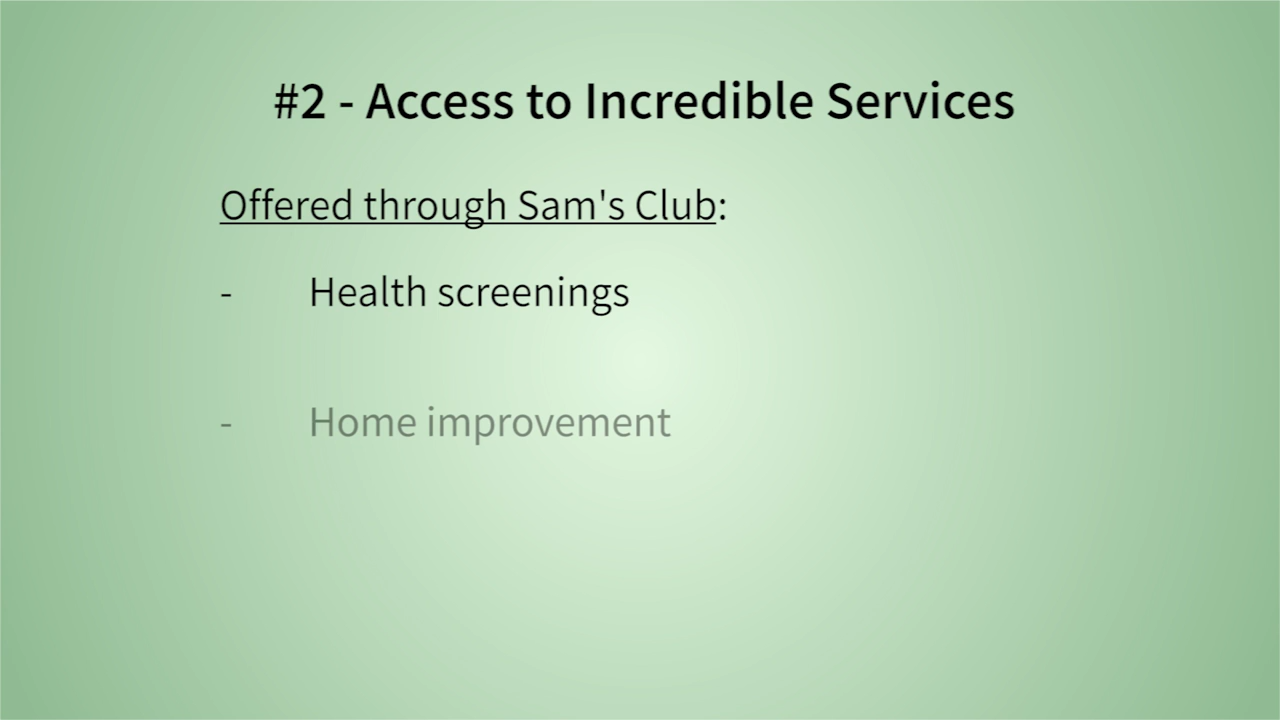 #2 - Access to Incredible Services
Offered through Sam's Club:
- Health screenings
- Home improvement